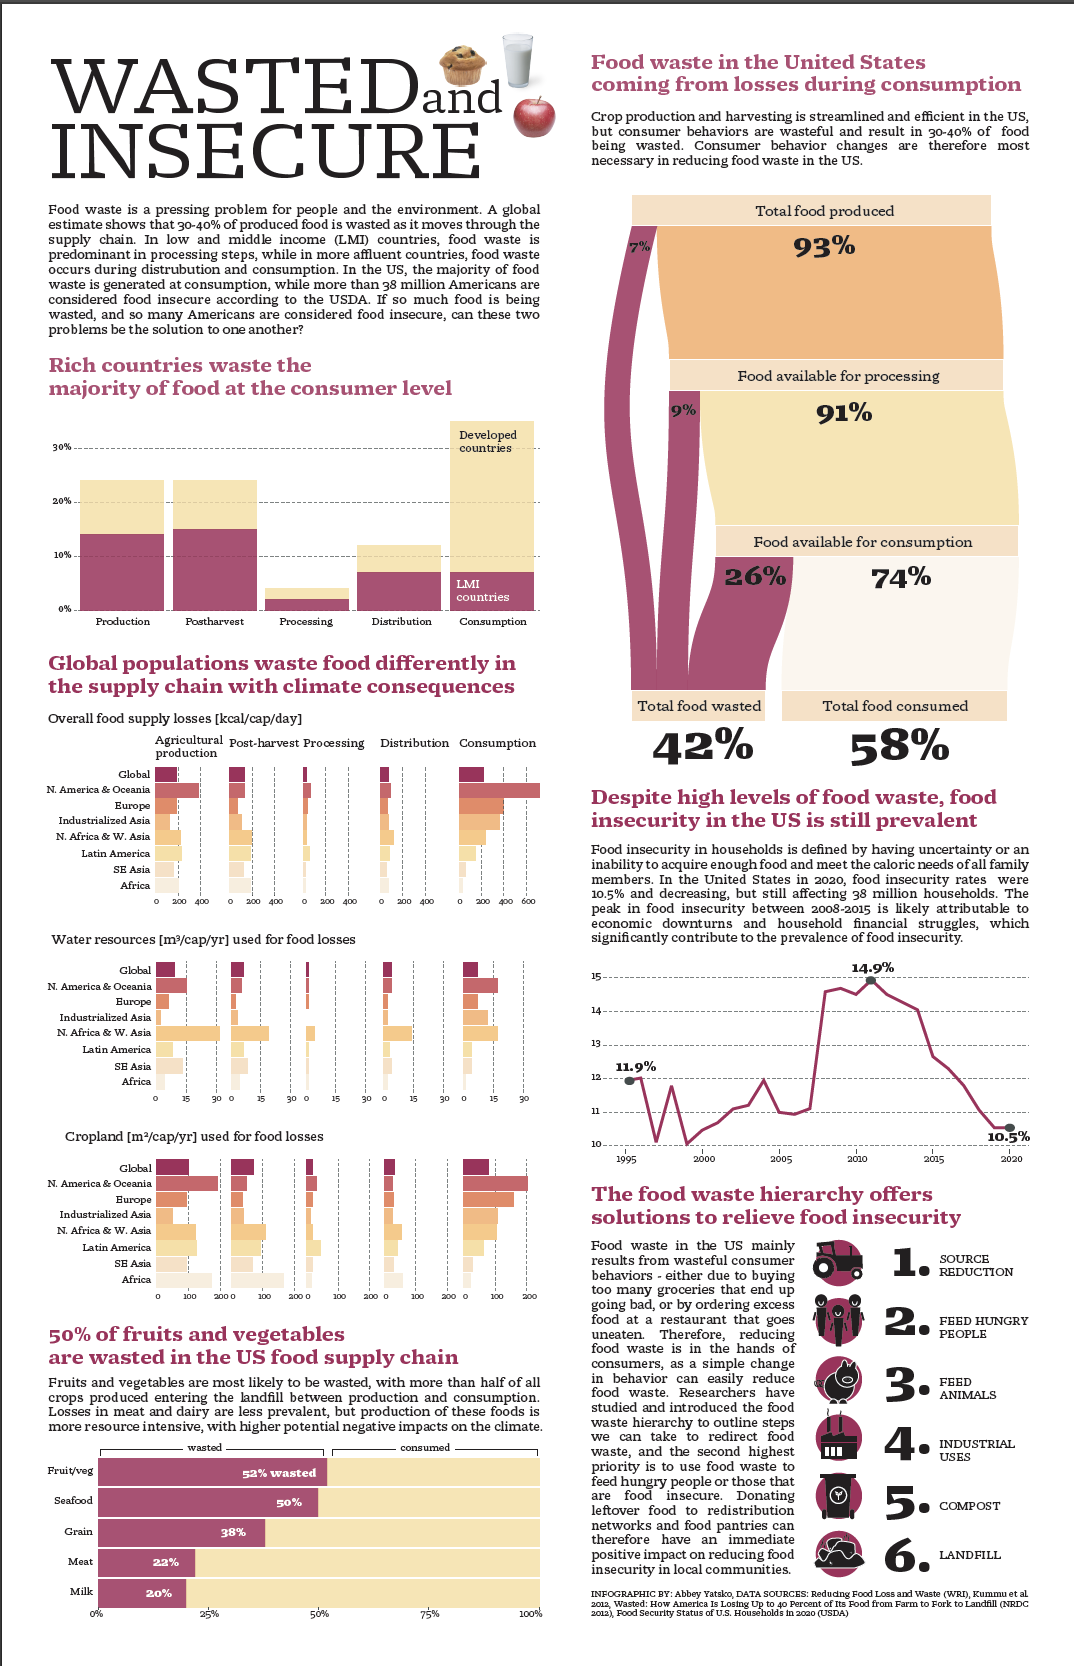 WASTED and
INSECURE
Food waste is a pressing problem for people and the environment. A global
estimate shows that 30-40% of produced food is wasted as it moves through the
supply chain. In low and middle income (LMI) countries, food waste is
predominant in processing steps, while in more affluent countries, food waste
occurs during distrubution and consumption. In the US, the majority of food
waste is generated at consumption, while more than 38 million Americans are
considered food insecure according to the USDA. If so much food is being
wasted, and so many Americans are considered food insecure, can these two
problems be the solution to one another?
Rich countries waste the
majority of food at the consumer level
30%
20%
10%
0%
Developed
countries
LMI
countries
Production Postharvest Processing Distribution Consumption
Global populations waste food differently in
the supply chain with climate consequences
Overall food supply losses [kcal/cap/day]
Agricultural
production
Post-harvest Processing Distribution Consumption
Global
N. America & Oceania
Europe
Industrialized Asia
N. Africa & W. Asia
Latin America
SE Asia
Africa
0 200 400 0 200 400 0 200 400 0 200 400 0 200 400 600
Water resources [m³/cap/yr] used for food losses
Global
N. America & Oceania
Europe
Industrialized Asia
N. Africa & W. Asia
Latin America
SE Asia
Africa
0 15 30 0 15 30 0 15 30 0 15 30 0 15 30
Cropland [m²/cap/yr] used for food losses
Global
N. America & Oceania
Europe
Industrialized Asia
N. Africa & W. Asia
Latin America
SE Asia
Africa
0 100 200 0 100 200 0 100 200 0 100 200 0 100 200
50% of fruits and vegetables
are wasted in the US food supply chain
Fruits and vegetables are most likely to be wasted, with more than half of all
crops produced entering the landfill between production and consumption.
Losses in meat and dairy are less prevalent, but production of these foods is
more resource intensive, with higher potential negative impacts on the climate.
wasted consumed
Fruit/veg 52% wasted
Seafood 50%
Grain 38%
Meat 22%
Milk 20%
0% 25% 50% 75% 100%
Food waste in the United States
coming from losses during consumption
Crop production and harvesting is streamlined and efficient in the US,
but consumer behaviors are wasteful and result in 30-40% of food
being wasted. Consumer behavior changes are therefore most
necessary in reducing food waste in the US.
Total food produced
7% 93%
Food available for processing
9% 91%
Food available for consumption
26% 74%
Total food wasted Total food consumed
42% 58%
Despite high levels of food waste, food
insecurity in the US is still prevalent
Food insecurity in households is defined by having uncertainty or an
inability to acquire enough food and meet the caloric needs of all family
members. In the United States in 2020, food insecurity rates were
10.5% and decreasing, but still affecting 38 million households. The
peak in food insecurity between 2008-2015 is likely attributable to
economic downturns and household financial struggles, which
significantly contribute to the prevalence of food insecurity.
15
14
13
12
11
10
11.9%
14.9%
10.5%
1995 2000 2005 2010 2015 2020
The food waste hierarchy offers
solutions to relieve food insecurity
Food waste in the US mainly
results from wasteful consumer
behaviors - either due to buying
too many groceries that end up
going bad, or by ordering excess
food at a restaurant that goes
uneaten. Therefore, reducing
food waste is in the hands of
consumers, as a simple change
in behavior can easily reduce
food waste. Researchers have
studied and introduced the food
waste hierarchy to outline steps
we can take to redirect food
waste, and the second highest
priority is to use food waste to
feed hungry people or those that
are food insecure. Donating
leftover food to redistribution
networks and food pantries can
therefore have an immediate
positive impact on reducing food
insecurity in local communities.
1. SOURCE
REDUCTION
2. FEED HUNGRY
PEOPLE
3. FEED
ANIMALS
4. INDUSTRIAL
USES
5. COMPOST
6. LANDFILL
INFOGRAPHIC BY: Abbey Yatsko, DATA SOURCES: Reducing Food Loss and Waste (WRI), Kummu et al.
2012, Wasted: How America Is Losing Up to 40 Percent of Its Food from Farm to Fork to Landfill (NRDC
2012), Food Security Status of U.S. Households in 2020 (USDA)